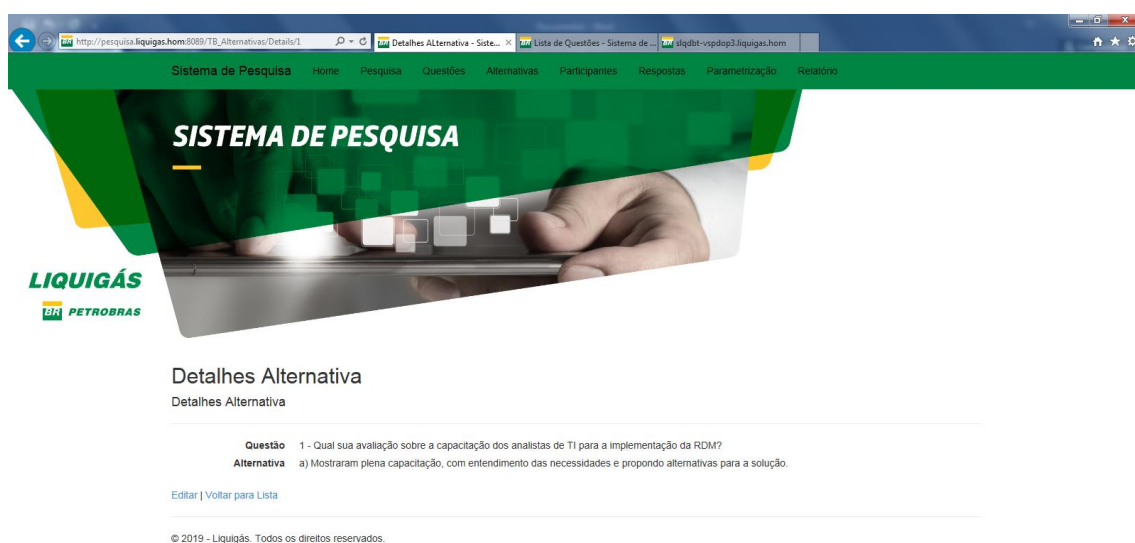 http://pesquisa.liquigas.hom:8089/TB_Alternativas/Details/1
Detalhes ALternativa - Siste...
Lista de Questões - Sistema de ...
slqdbt-vspdop3.liquigas.hom
Sistema de Pesquisa Home Pesquisa Questões Alternativas Participantes Respostas Parametrização Relatório
SISTEMA DE PESQUISA
LIQUIGÁS
BR PETROBRAS
Detalhes Alternativa
Detalhes Alternativa
Questão 1 - Qual sua avaliação sobre a capacitação dos analistas de TI para a implementação da RDM?
Alternativa a) Mostraram plena capacitação, com entendimento das necessidades e propondo alternativas para a solução.
Editar | Voltar para Lista
© 2019 - Liquigás. Todos os direitos reservados.